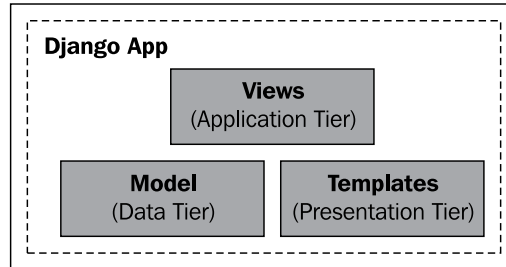 Django App
Views
(Application Tier)
Model
(Data Tier)
Templates
(Presentation Tier)